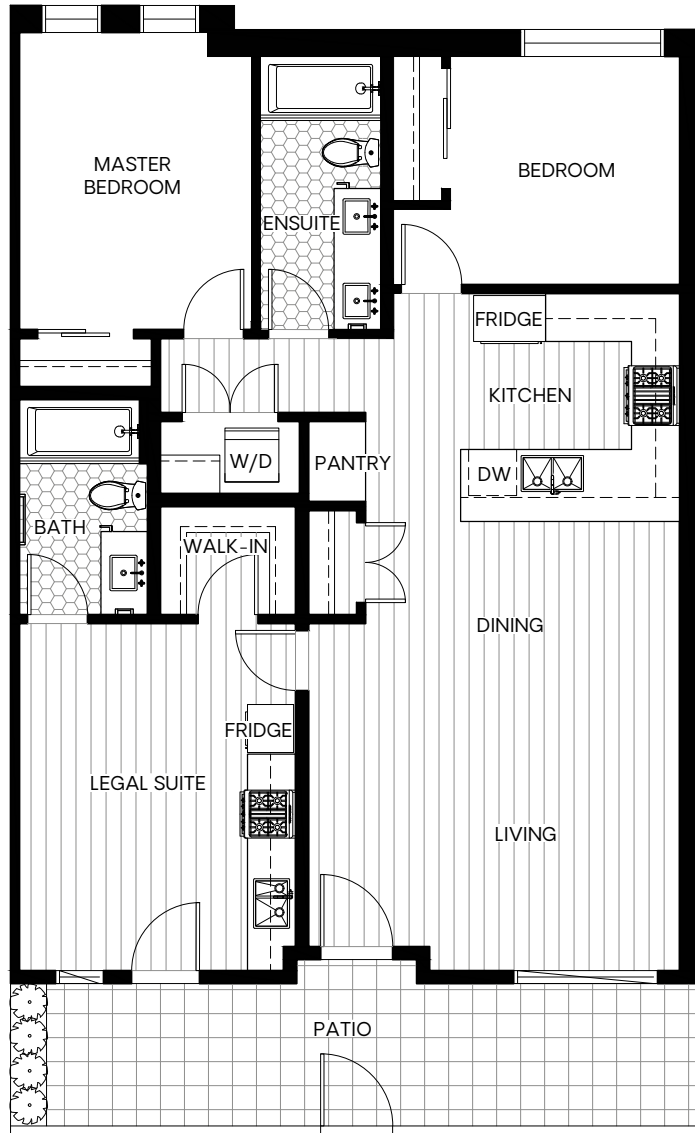 MASTER
BEDROOM
ENSUITE
BEDROOM
FRIDGE
KITCHEN
W/D
PANTRY
DW
BATH
WALK-IN
DINING
FRIDGE
LEGAL SUITE
LIVING
PATIO